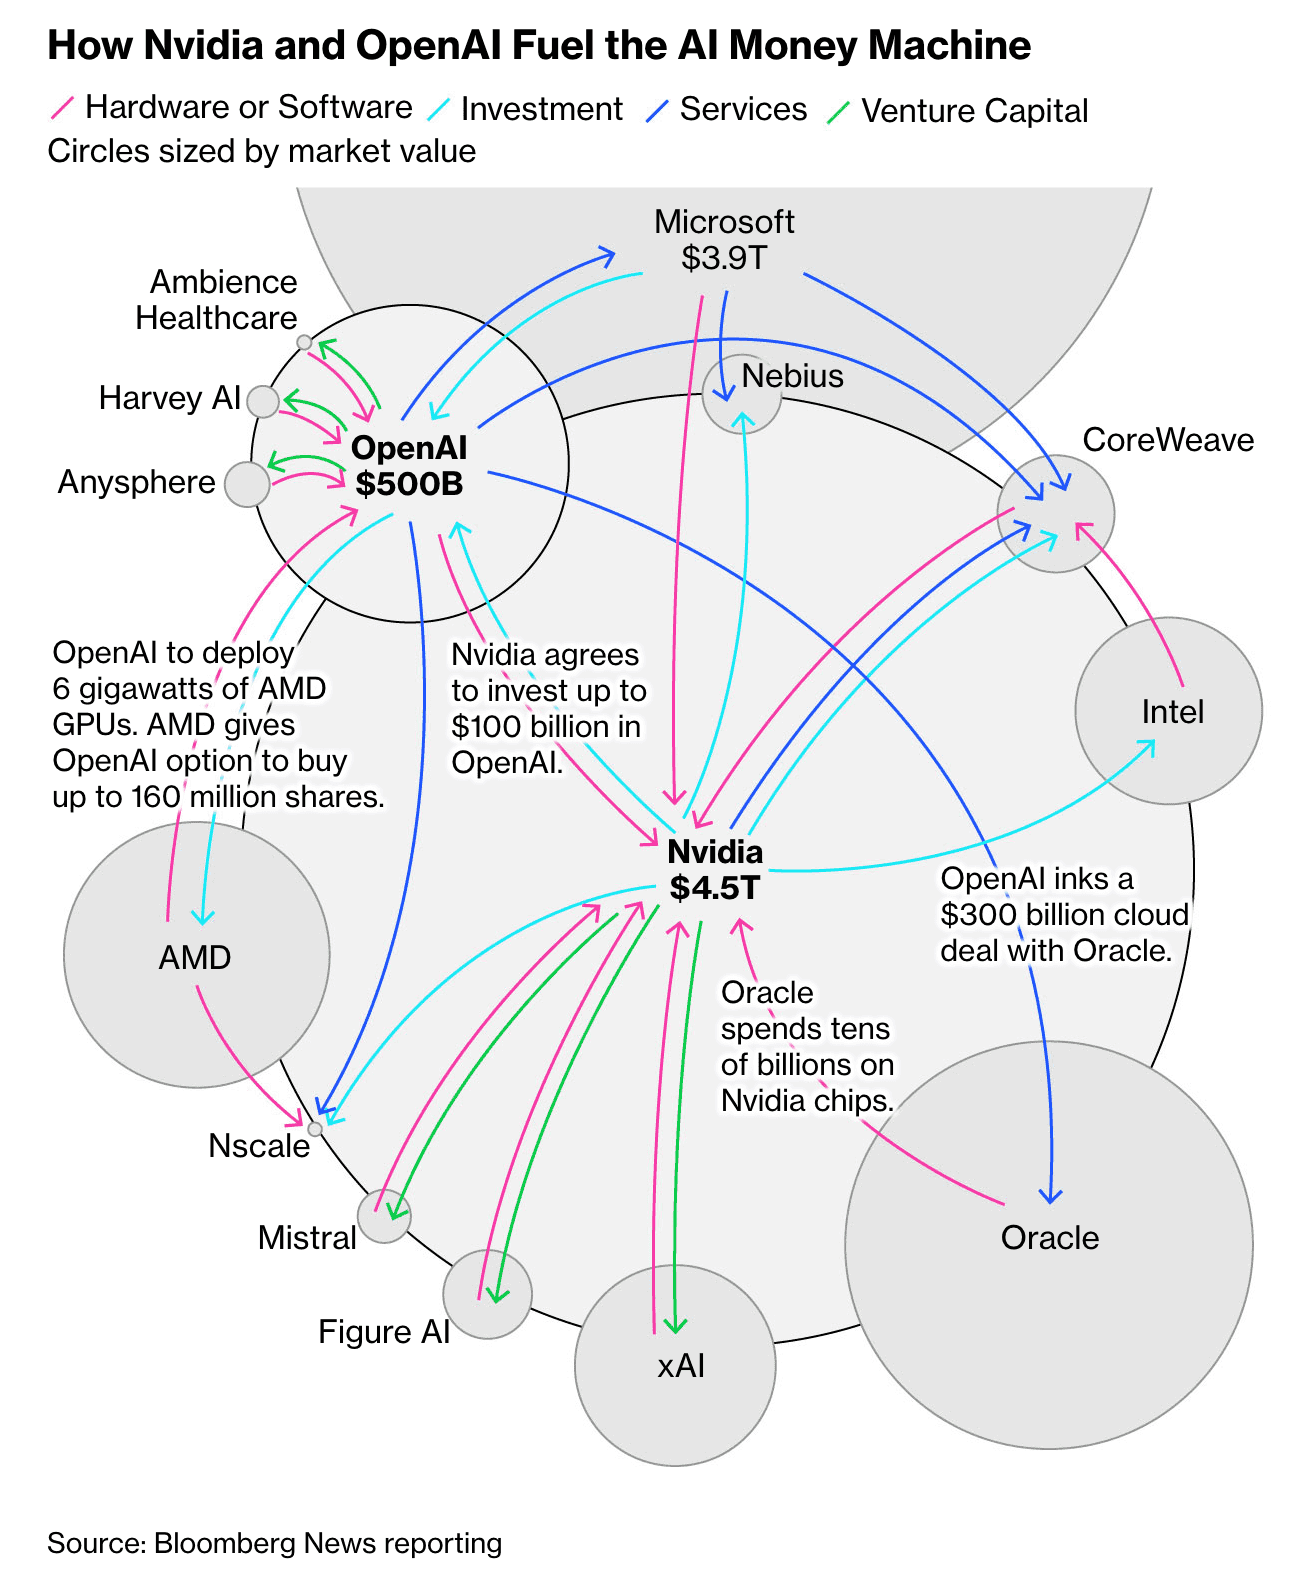 How Nvidia and OpenAI Fuel the AI Money Machine
Hardware or Software Investment Services Venture Capital
Circles sized by market value
Microsoft
$3.9T
Ambience
Healthcare
Nebius
Harvey AI
CoreWeave
OpenAI
$500B
Anysphere
OpenAI to deploy
6 gigawatts of AMD
GPUs. AMD gives
OpenAI option to buy
up to 160 million shares.
Nvidia agrees
to invest up to
$100 billion in
OpenAI.
Intel
Nvidia
$4.5T
OpenAI inks a
$300 billion cloud
deal with Oracle.
AMD
Oracle
spends tens
of billions on
Nvidia chips.
Nscale
Mistral
Oracle
Figure AI
xAI
Source: Bloomberg News reporting